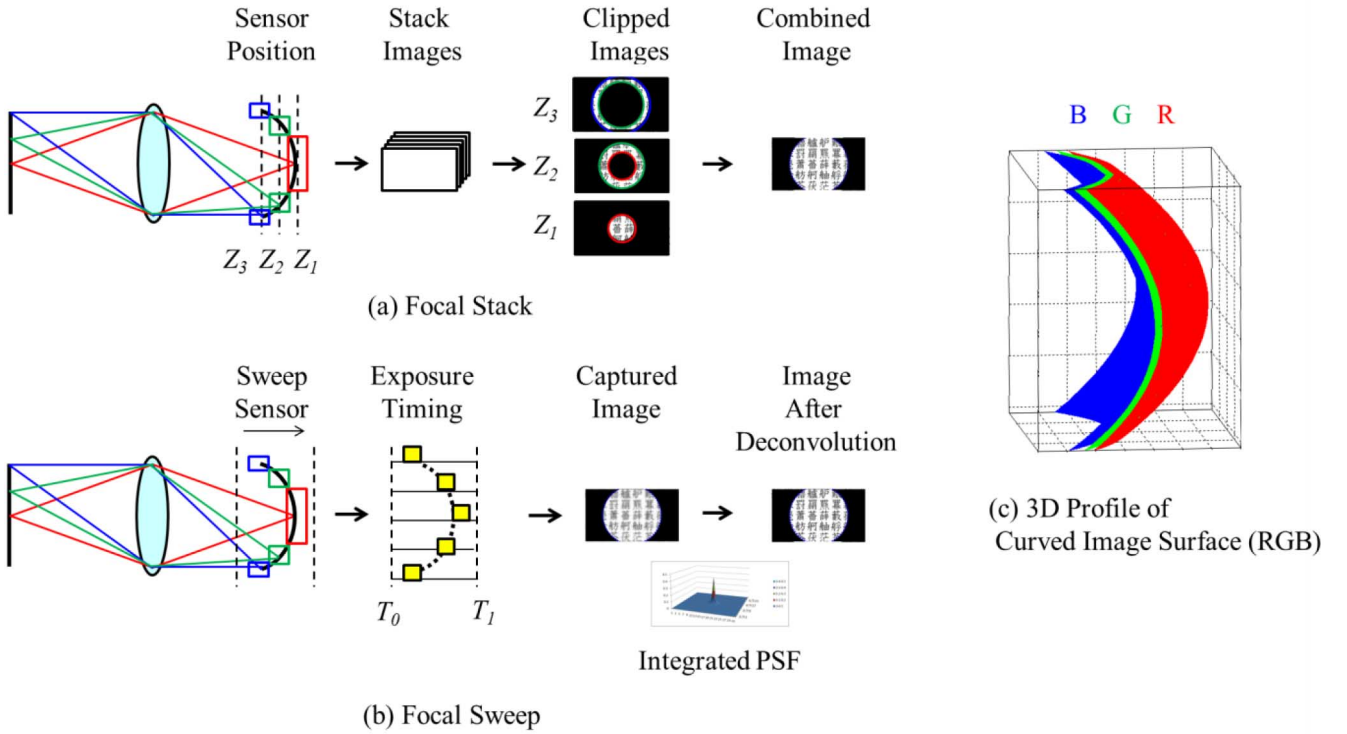 Sensor
Position
Stack
Images
Clipped
Images
Combined
Image
Z3
Z2
Z1
Z3 Z2 Z1
(a) Focal Stack
Sweep
Sensor
Exposure
Timing
Captured
Image
Image
After
Deconvolution
T0 T1
Integrated PSF
(b) Focal Sweep
B G R
(c) 3D Profile of
Curved Image Surface (RGB)